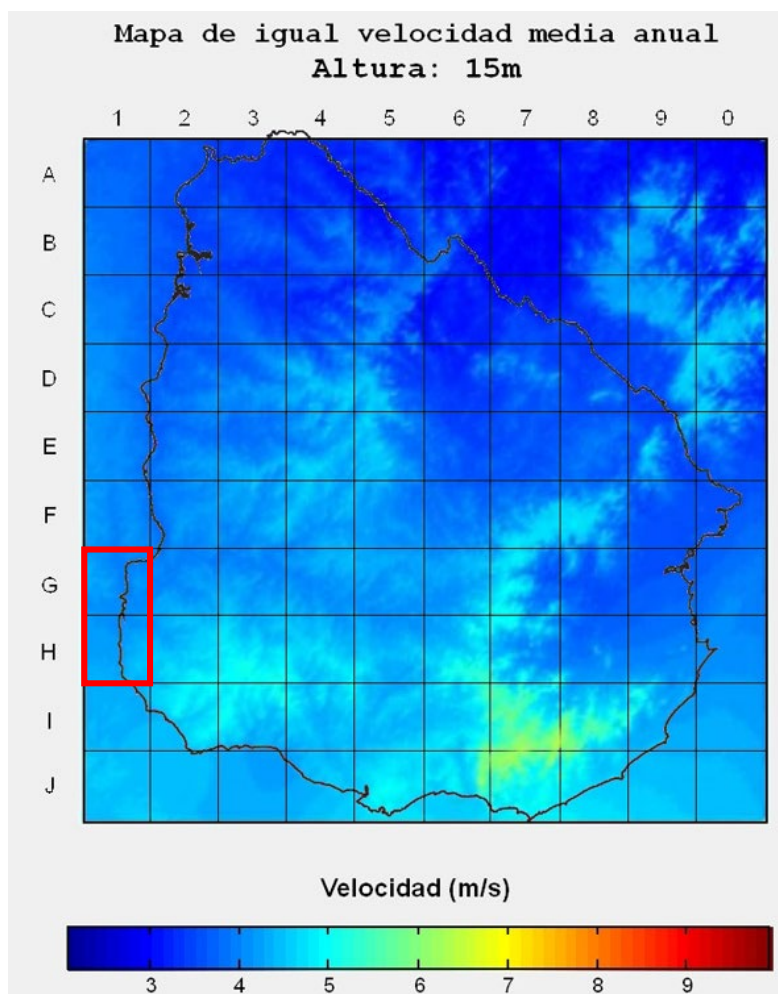 Mapa de igual velocidad media anual
Altura: 15m
1 2 3 4 5 6 7 8 9 0
A
B
C
D
E
F
G
H
I
J
Velocidad (m/s)
3 4 5 6 7 8 9